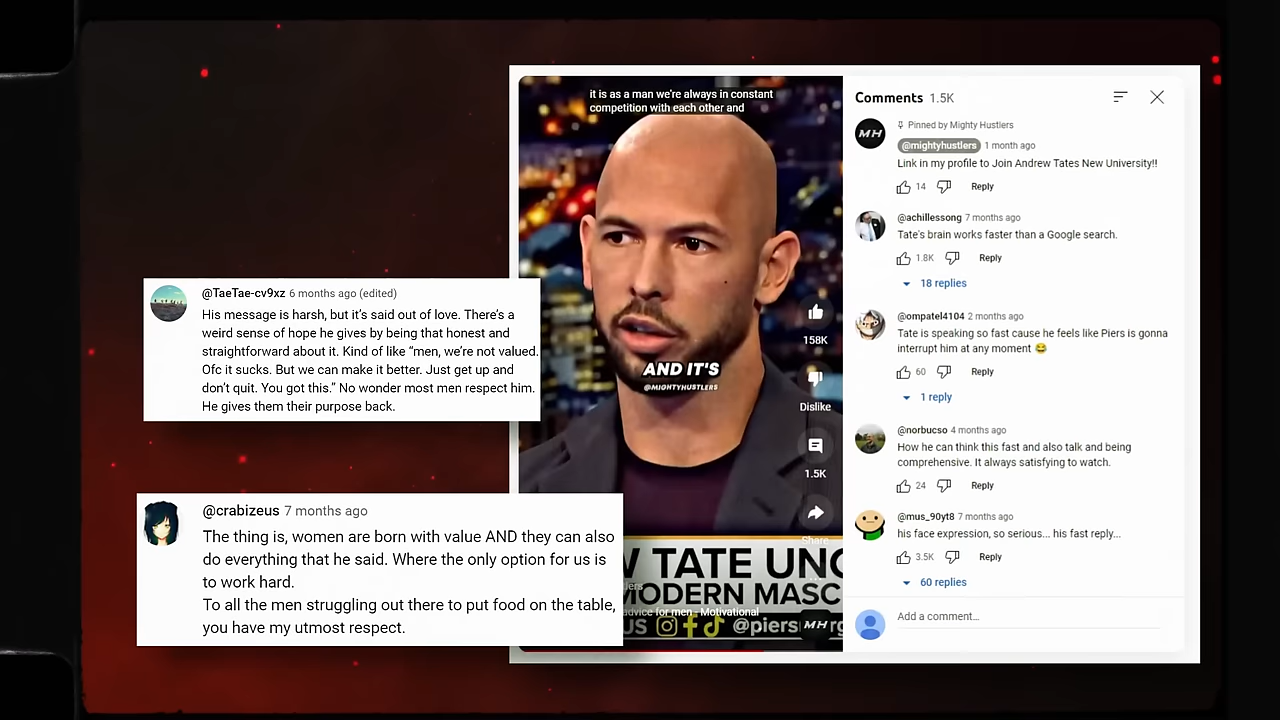 it is as a man we're always in constant
competition with each other and
AND IT'S
@MIGHTYHUSTLERS
158K
Dislike
1.5K
Share
W TATE UNC
MODERN MASC
advice for men - Motivational
US
@piers
MH
Comments 1.5K
MH
Pinned by Mighty Hustlers
@mightyhustlers 1 month ago
Link in my profile to Join Andrew Tates New University!!
14 Reply
@achillessong 7 months ago
Tate's brain works faster than a Google search.
1.8K Reply
18 replies
@ompatel4104 2 months ago
Tate is speaking so fast cause he feels like Piers is gonna
interrupt him at any moment 😂
60 Reply
1 reply
@norbucso 4 months ago
How he can think this fast and also talk and being
comprehensive. It always satisfying to watch.
24 Reply
@mus_90yt8 7 months ago
his face expression, so serious... his fast reply...
3.5K Reply
60 replies
Add a comment...
@TaeTae-cv9xz 6 months ago (edited)
His message is harsh, but it's said out of love. There's a
weird sense of hope he gives by being that honest and
straightforward about it. Kind of like “men, we're not valued.
Ofc it sucks. But we can make it better. Just get up and
don't quit. You got this.” No wonder most men respect him.
He gives them their purpose back.
@crabizeus 7 months ago
The thing is, women are born with value AND they can also
do everything that he said. Where the only option for us is
to work hard.
To all the men struggling out there to put food on the table,
you have my utmost respect.